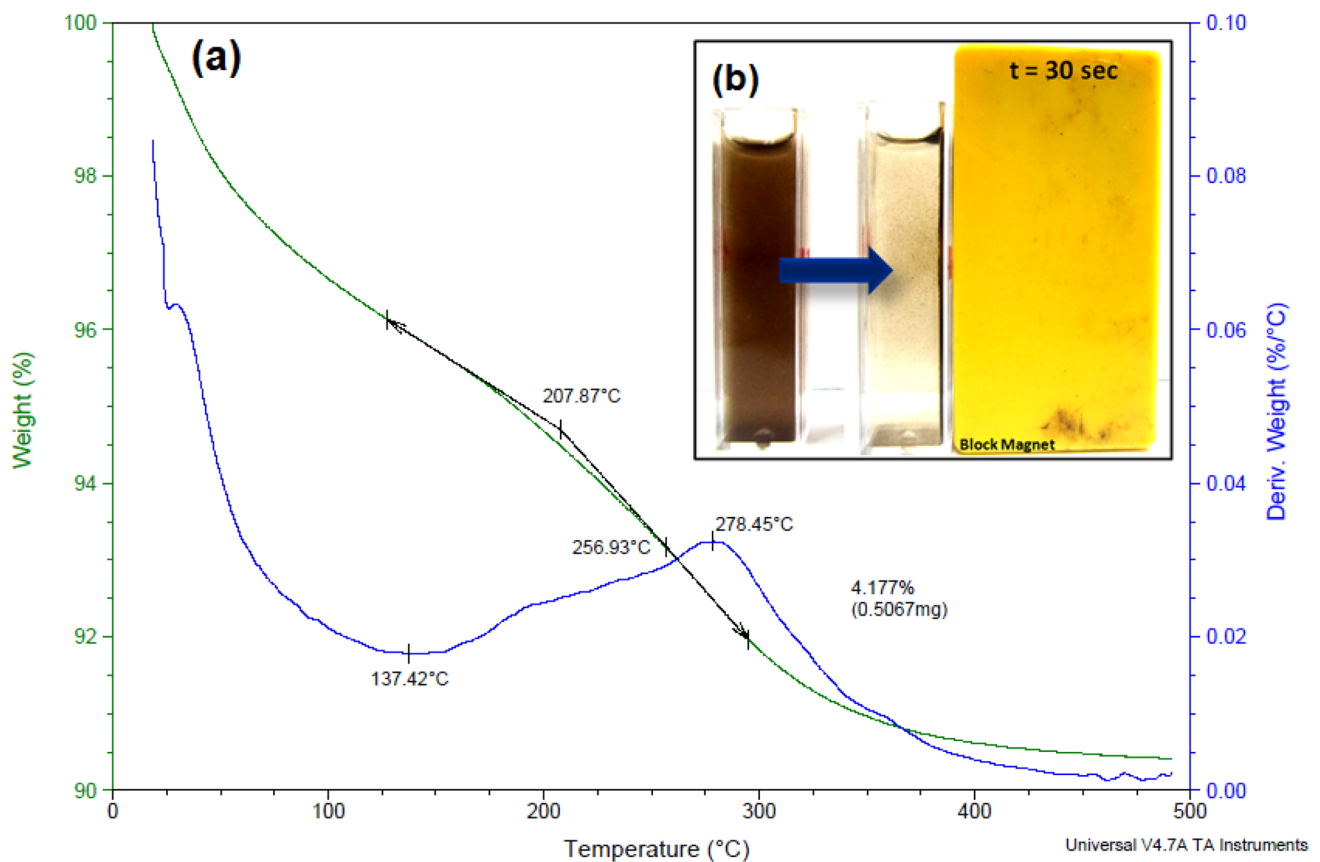 (a)
(b)
t = 30 sec
Block Magnet
100
98
96
94
92
90
Weight (%)
0.10
0.08
0.06
0.04
0.02
0.00
Deriv. Weight (%/°C)
207.87°C
256.93°C
278.45°C
4.177%
(0.5067mg)
137.42°C
0
100
200
300
400
500
Temperature (°C)
Universal V4.7A TA Instruments